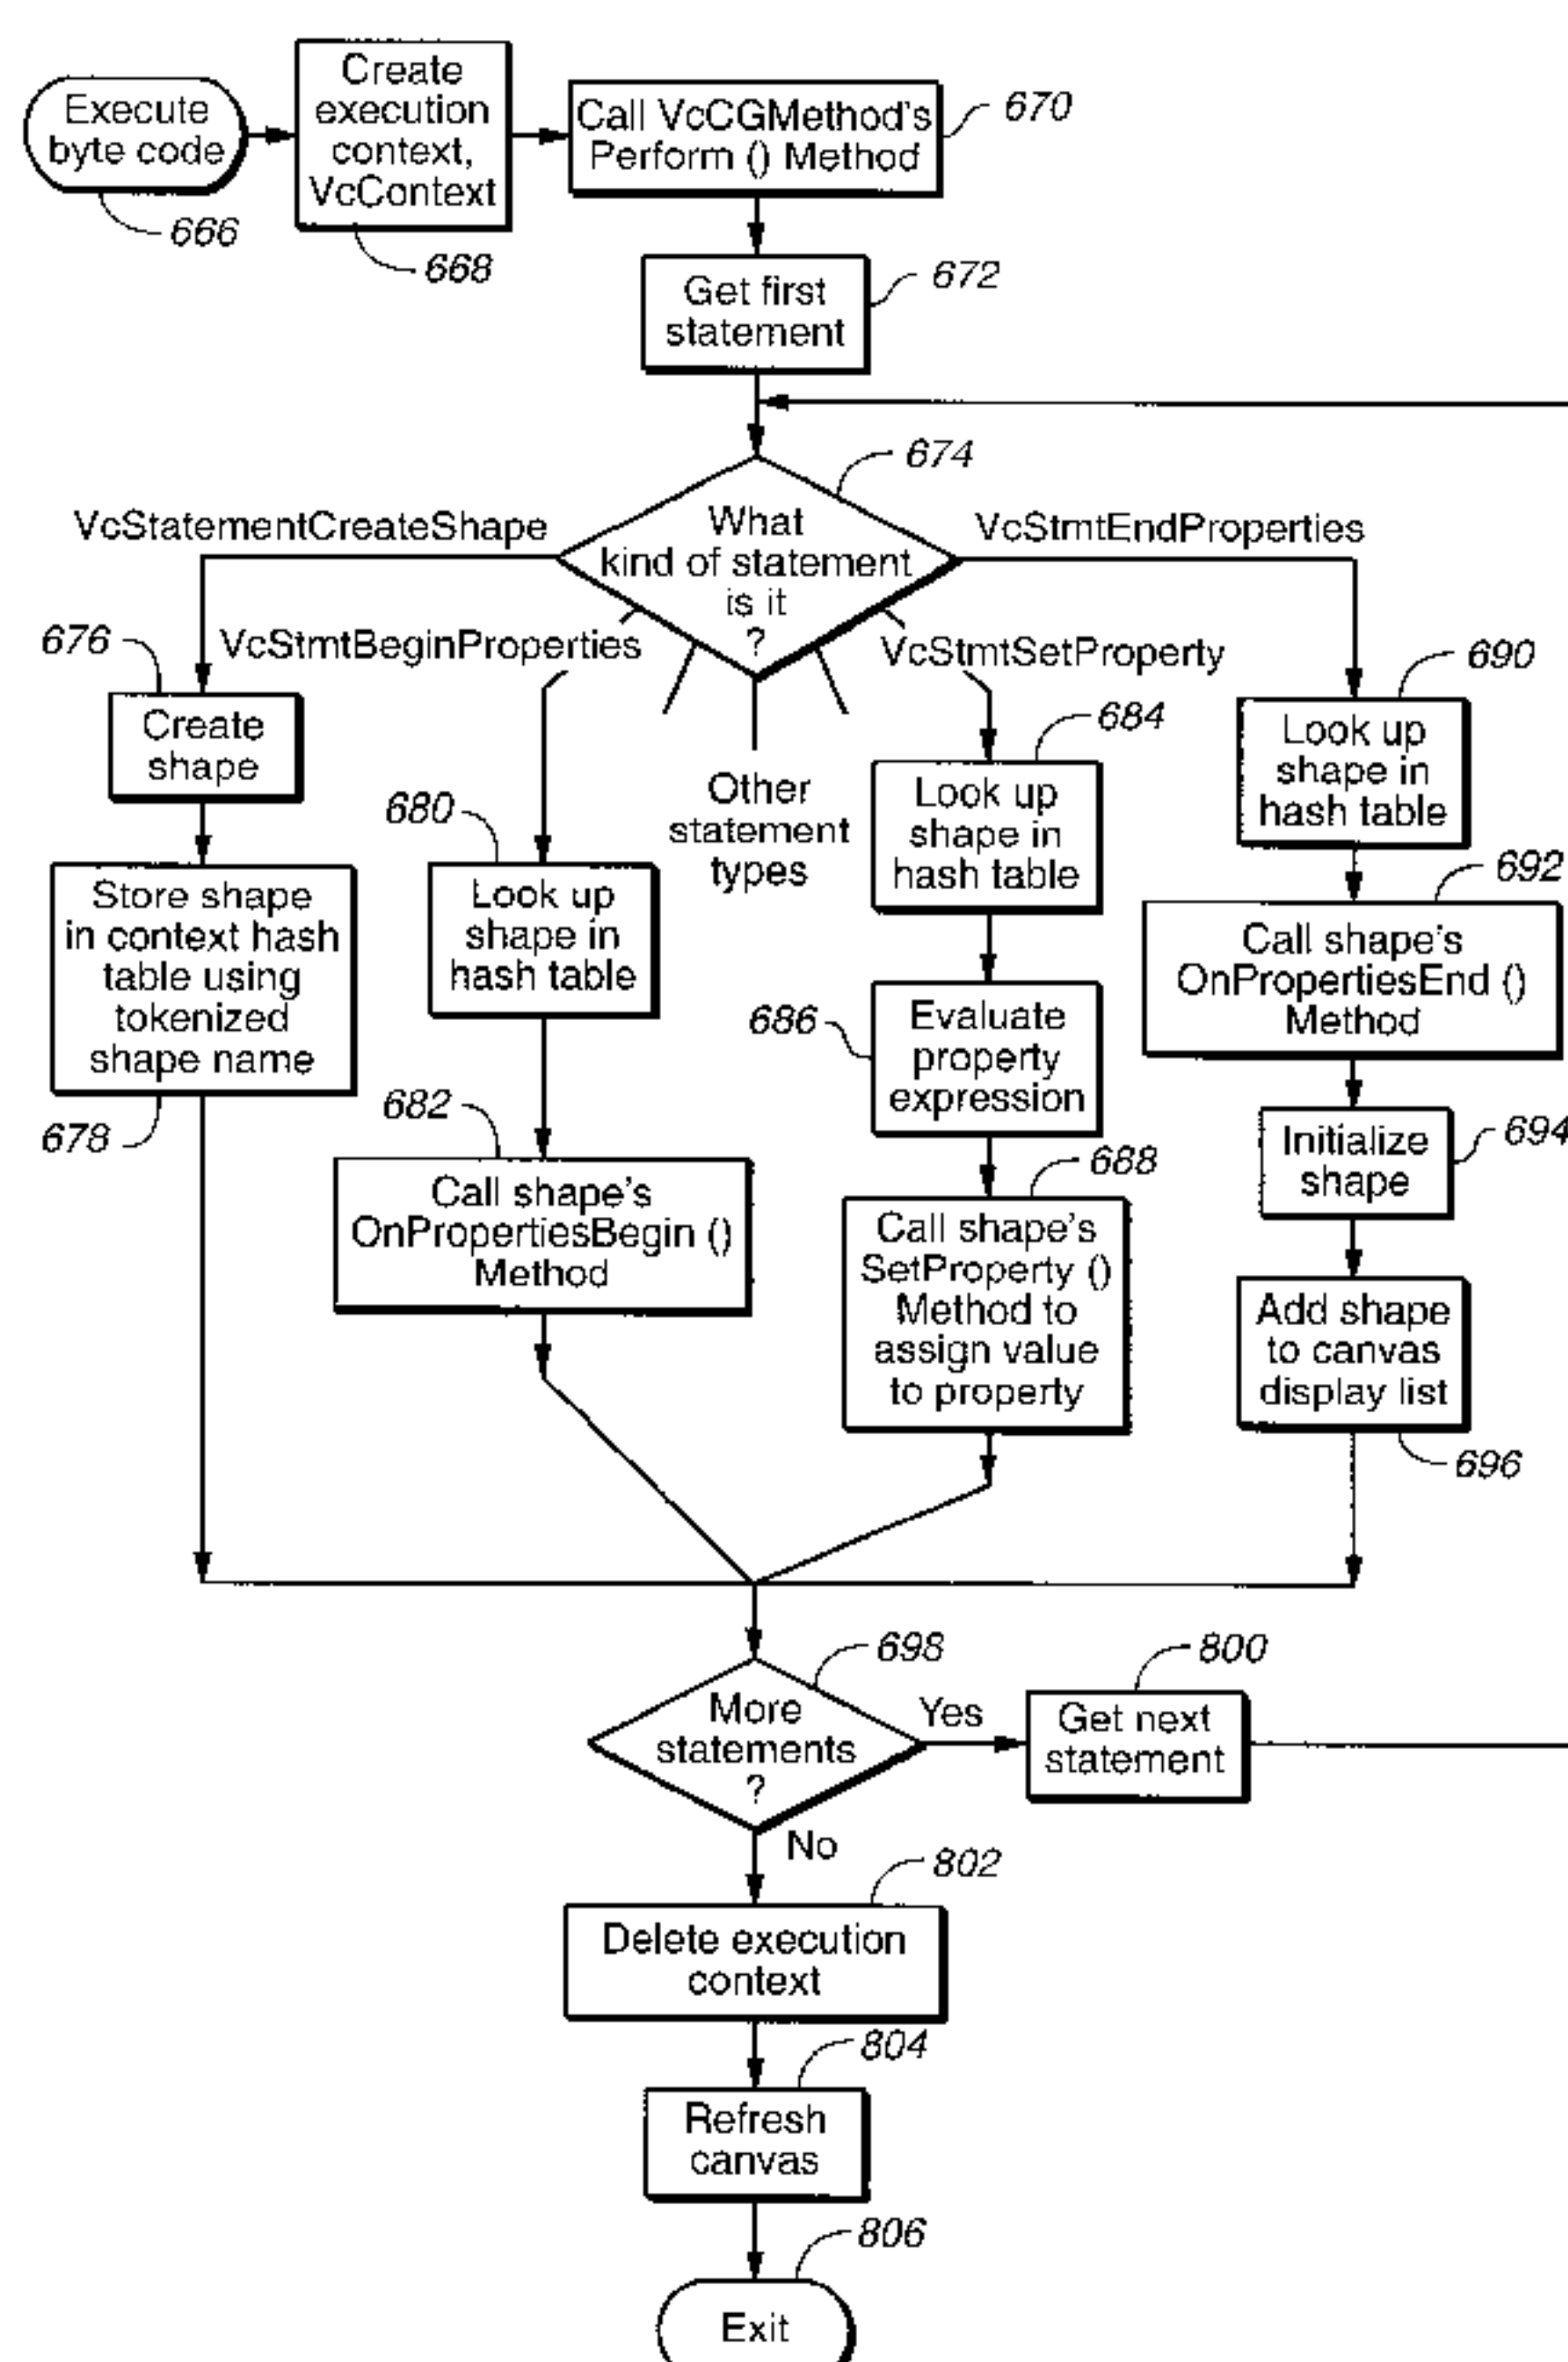 Execute
byte code
666
Create
execution
context,
VcContext
668
Call VcCGMethod's
Perform () Method
670
Get first
statement
672
What
kind of statement
is it
?
674
VcStatementCreateShape
VcStmtBeginProperties
Other
statement
types
VcStmtSetProperty
VcStmtEndProperties
676
Create
shape
Store shape
in context hash
table using
tokenized
shape name
678
680
Look up
shape in
hash table
682
Call shape's
OnPropertiesBegin ()
Method
684
Look up
shape in
hash table
686
Evaluate
property
expression
688
Call shape's
SetProperty ()
Method to
assign value
to property
690
Look up
shape in
hash table
692
Call shape's
OnPropertiesEnd ()
Method
Initialize
shape
694
Add shape
to canvas
display list
696
698
More
statements
?
Yes
800
Get next
statement
No
802
Delete execution
context
804
Refresh
canvas
806
Exit